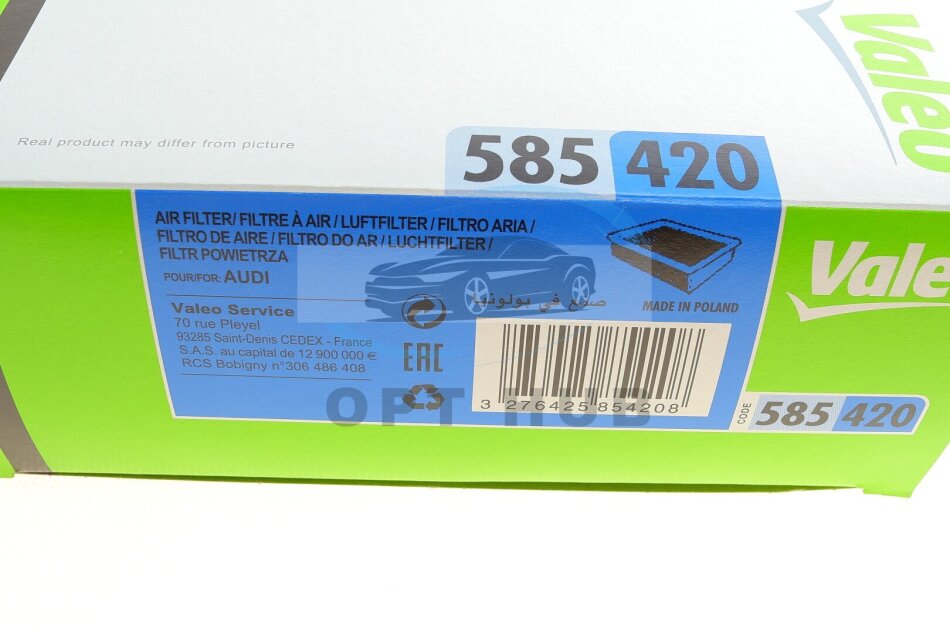 Valeo
Real product may differ from picture
585 420
AIR FILTER/ FILTRE À AIR / LUFTFILTER / FILTRO ARIA /
FILTRO DE AIRE / FILTRO DO AR / LUCHTFILTER /
FILTR POWIETRZA
POUR/FOR: AUDI
Valeo Service
70 rue Pleyel
93285 Saint-Denis CEDEX - France
S.A.S. au capital de 12 900 000 €
RCS Bobigny n°306 486 408
EAC
صنع في بولونيا
MADE IN POLAND
3 276425 854208
CODE 585 420
Vale
OPT HUB